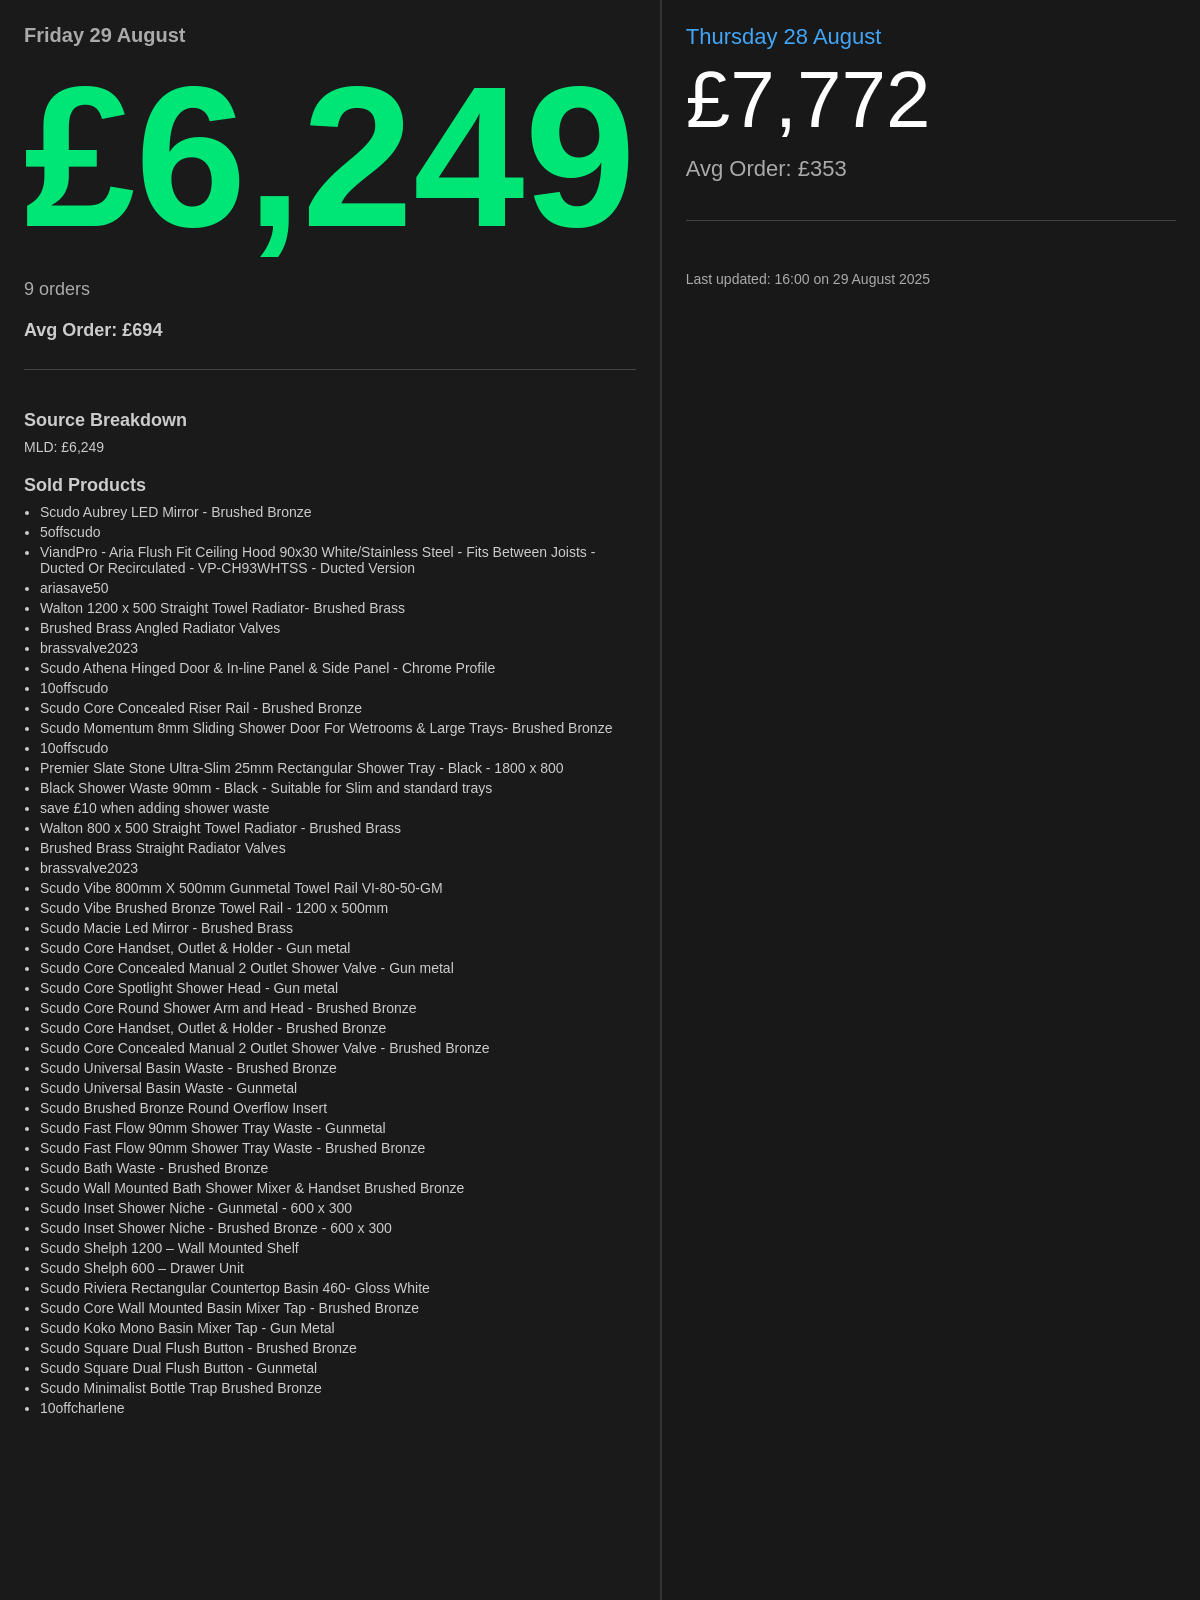 Friday 29 August
£6,249
9 orders
Avg Order: £694
Source Breakdown
MLD: £6,249
Sold Products
• Scudo Aubrey LED Mirror - Brushed Bronze
• 5offscudo
• ViandPro - Aria Flush Fit Ceiling Hood 90x30 White/Stainless Steel - Fits Between Joists -
Ducted Or Recirculated - VP-CH93WHTSS - Ducted Version
• ariasave50
• Walton 1200 x 500 Straight Towel Radiator- Brushed Brass
• Brushed Brass Angled Radiator Valves
• brassvalve2023
• Scudo Athena Hinged Door & In-line Panel & Side Panel - Chrome Profile
• 10offscudo
• Scudo Core Concealed Riser Rail - Brushed Bronze
• Scudo Momentum 8mm Sliding Shower Door For Wetrooms & Large Trays- Brushed Bronze
• 10offscudo
• Premier Slate Stone Ultra-Slim 25mm Rectangular Shower Tray - Black - 1800 x 800
• Black Shower Waste 90mm - Black - Suitable for Slim and standard trays
• save £10 when adding shower waste
• Walton 800 x 500 Straight Towel Radiator - Brushed Brass
• Brushed Brass Straight Radiator Valves
• brassvalve2023
• Scudo Vibe 800mm X 500mm Gunmetal Towel Rail VI-80-50-GM
• Scudo Vibe Brushed Bronze Towel Rail - 1200 x 500mm
• Scudo Macie Led Mirror - Brushed Brass
• Scudo Core Handset, Outlet & Holder - Gun metal
• Scudo Core Concealed Manual 2 Outlet Shower Valve - Gun metal
• Scudo Core Spotlight Shower Head - Gun metal
• Scudo Core Round Shower Arm and Head - Brushed Bronze
• Scudo Core Handset, Outlet & Holder - Brushed Bronze
• Scudo Core Concealed Manual 2 Outlet Shower Valve - Brushed Bronze
• Scudo Universal Basin Waste - Brushed Bronze
• Scudo Universal Basin Waste - Gunmetal
• Scudo Brushed Bronze Round Overflow Insert
• Scudo Fast Flow 90mm Shower Tray Waste - Gunmetal
• Scudo Fast Flow 90mm Shower Tray Waste - Brushed Bronze
• Scudo Bath Waste - Brushed Bronze
• Scudo Wall Mounted Bath Shower Mixer & Handset Brushed Bronze
• Scudo Inset Shower Niche - Gunmetal - 600 x 300
• Scudo Inset Shower Niche - Brushed Bronze - 600 x 300
• Scudo Shelph 1200 – Wall Mounted Shelf
• Scudo Shelph 600 – Drawer Unit
• Scudo Riviera Rectangular Countertop Basin 460- Gloss White
• Scudo Core Wall Mounted Basin Mixer Tap - Brushed Bronze
• Scudo Koko Mono Basin Mixer Tap - Gun Metal
• Scudo Square Dual Flush Button - Brushed Bronze
• Scudo Square Dual Flush Button - Gunmetal
• Scudo Minimalist Bottle Trap Brushed Bronze
• 10offcharlene
Thursday 28 August
£7,772
Avg Order: £353
Last updated: 16:00 on 29 August 2025